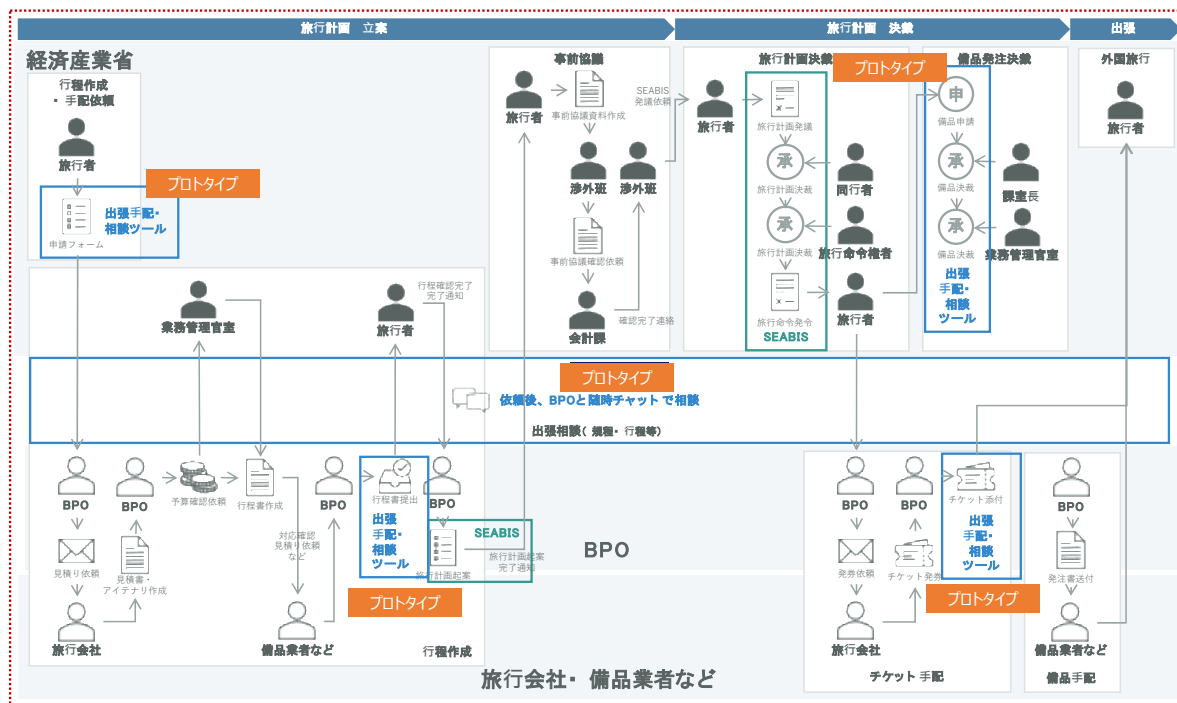 旅行計画 立案
旅行計画 決裁
出張
経済産業省
行程作成
・ 手配依頼
旅行者
プロトタイプ
出張手配・
相談ツール
申請フォーム
業務管理官室
旅行者
行程確認完了
完了通知
事前協議
旅行者
事前協議資料作成
渉外班
渉外班
事前協議確認依頼
会計課
確認完了連絡
SEABIS
発議依頼
旅行計画決裁
プロトタイプ
旅行者
旅行計画発議
承
旅行計画決裁
同行者
承
旅行計画決裁
旅行命令権者
旅行命令発令
旅行者
SEABIS
備品発注決裁
申
備品申請
承
備品決裁
課室長
承
備品決裁
業務管理官室
出張
手配・
相談
ツール
外国旅行
旅行者
プロトタイプ
依頼後、BPOと随時チャットで相談
出張相談( 規程・行程等)
BPO
見積り依頼
旅行会社
BPO
見積書・
アイテナリ作成
予算確認依頼
行程書作成
対応確認
見積り依頼
など
備品業者など
BPO
行程書提出
出張
手配・
相談
ツール
BPO
SEABIS
旅行計画起案
旅行計画起案
完了通知
プロトタイプ
行程作成
BPO
BPO
発券依頼
旅行会社
BPO
チケット発券
チケット添付
出張
手配・
相談
ツール
プロトタイプ
チケット手配
BPO
発注書送付
備品業者など
備品手配
旅行会社・ 備品業者など